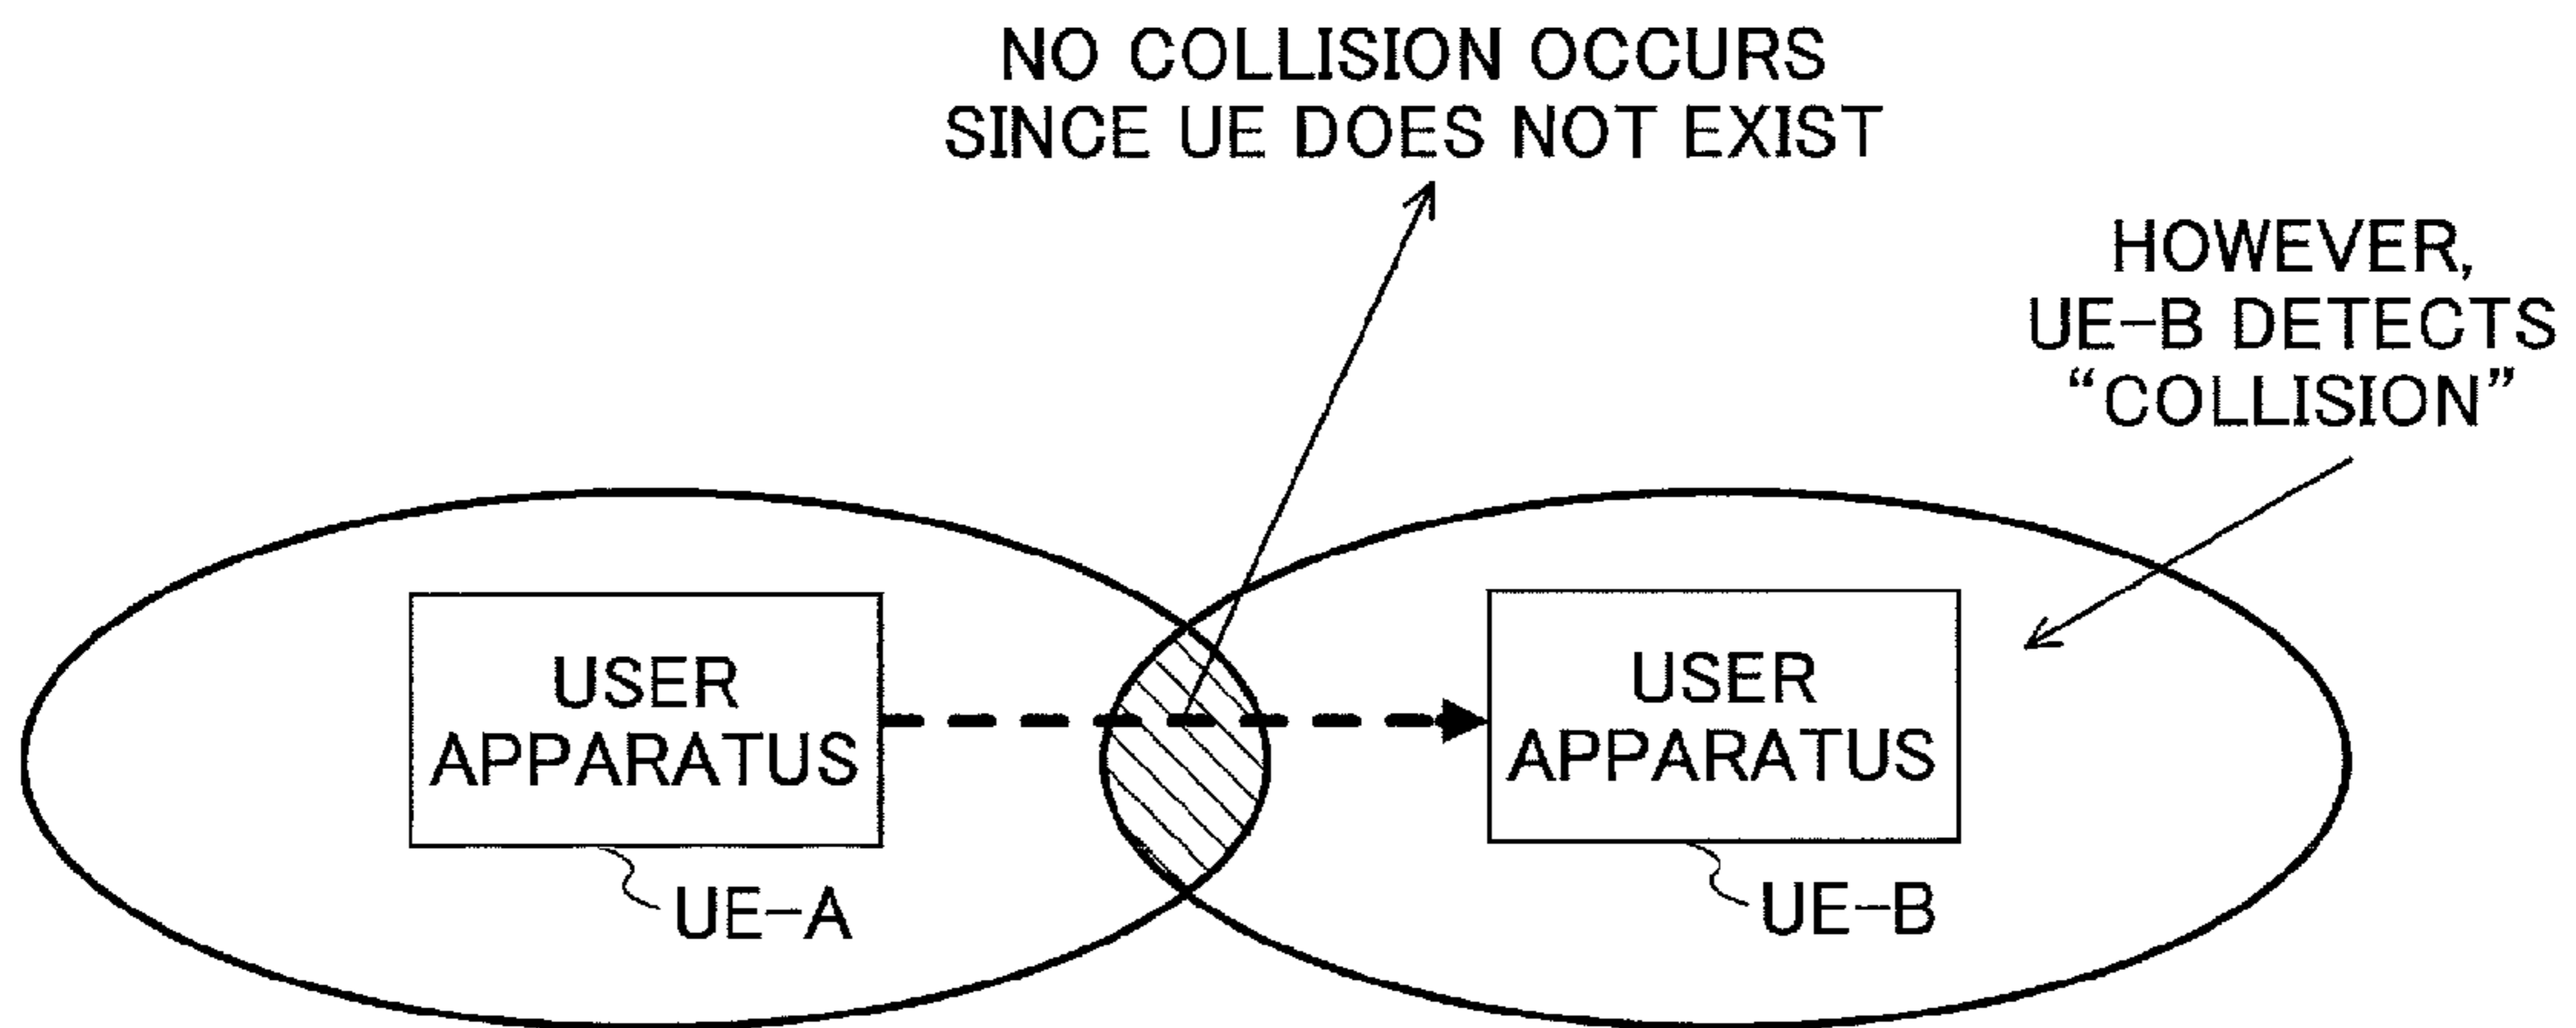 NO COLLISION OCCURS
SINCE UE DOES NOT EXIST
HOWEVER,
UE-B DETECTS
“COLLISION”
USER
APPARATUS
UE-A
USER
APPARATUS
UE-B